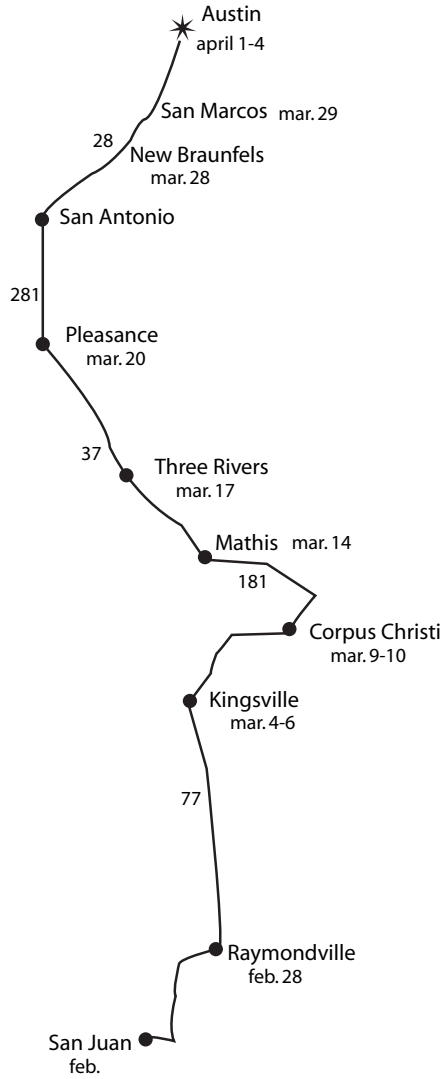 Austin
april 1-4
San Marcos mar. 29
28
New Braunfels
mar. 28
San Antonio
281
Pleasance
mar. 20
37
Three Rivers
mar. 17
Mathis mar. 14
181
Corpus Christi
mar. 9-10
Kingsville
mar. 4-6
77
Raymondville
feb. 28
San Juan
feb.